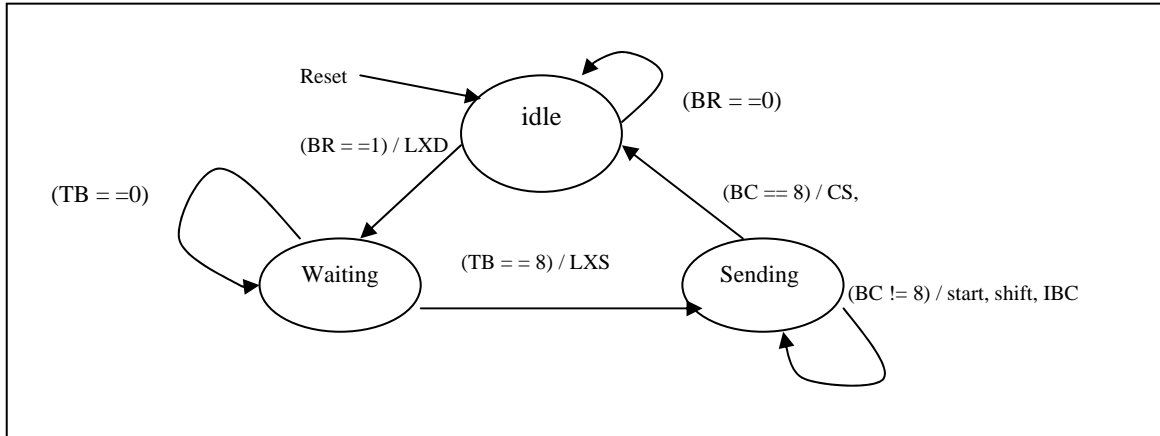 Reset
idle
(BR = =0)
(BR = =1) / LXD
(BC == 8) / CS,
(TB = =0)
Waiting
(TB = = 8) / LXS
Sending
(BC != 8) / start, shift, IBC